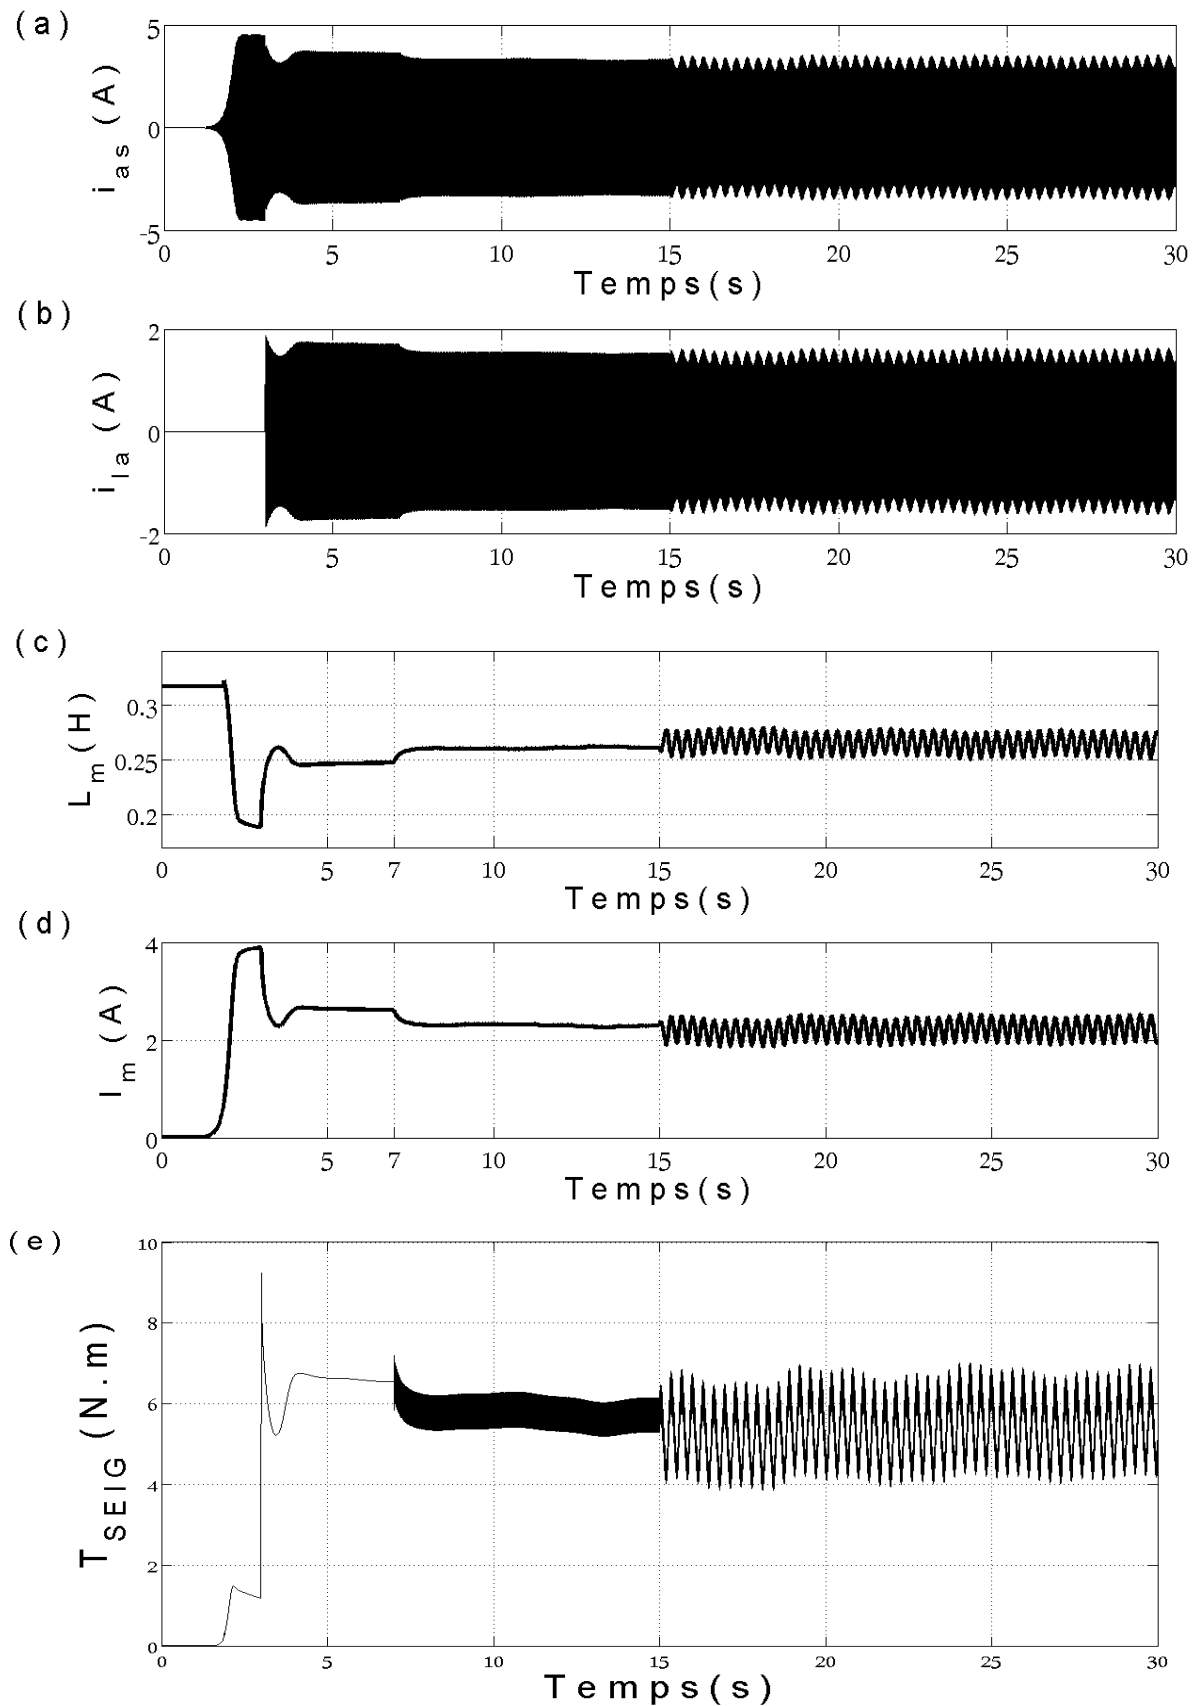 (a)
i_as (A)
5
0
-5
0 5 10 15 20 25 30
Temps(s)
(b)
i_la (A)
2
0
-2
0 5 10 15 20 25 30
Temps(s)
(c)
L_m (H)
0.3
0.25
0.2
0 5 7 10 15 20 25 30
Temps(s)
(d)
I_m (A)
4
2
0
0 5 7 10 15 20 25 30
Temps(s)
(e)
T_SEIG (N.m)
10
8
6
4
2
0
0 5 10 15 20 25 30
Temps(s)